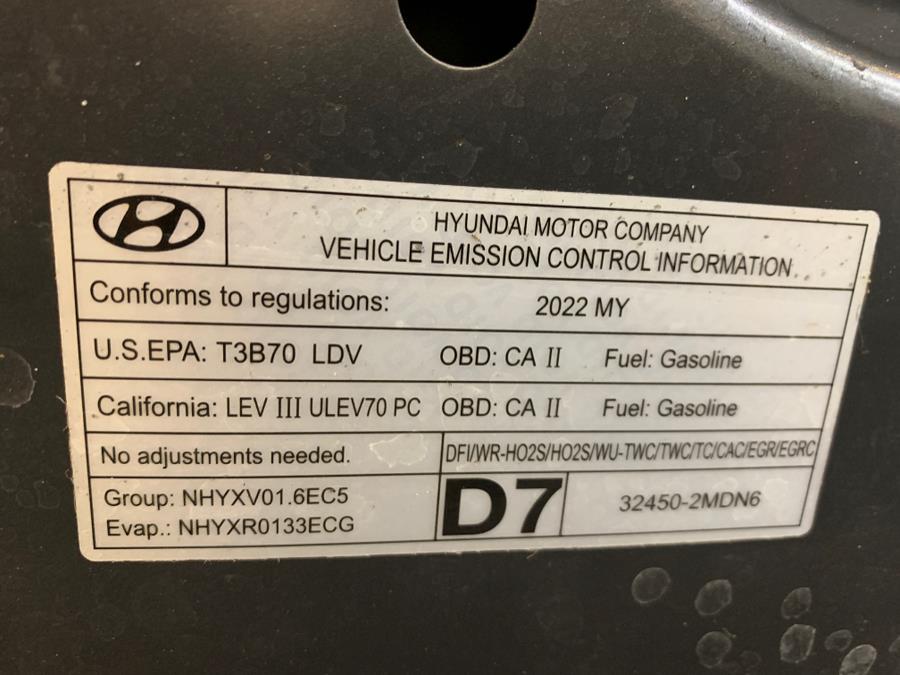 HYUNDAI MOTOR COMPANY
VEHICLE EMISSION CONTROL INFORMATION
Conforms to regulations: 2022 MY
U.S.EPA: T3B70 LDV OBD: CA II Fuel: Gasoline
California: LEV III ULEV70 PC OBD: CA II Fuel: Gasoline
No adjustments needed. DFI/WR-HO2S/HO2S/WU-TWC/TWC/TC/CAC/EGR/EGRC
Group: NHYXV01.6EC5
Evap.: NHYXR0133ECG
D7
32450-2MDN6